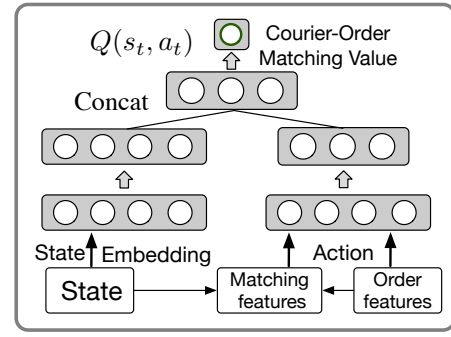 Q(s_t, a_t)
Courier-Order
Matching Value
Concat
State
Embedding
Action
State
Matching
features
Order
features